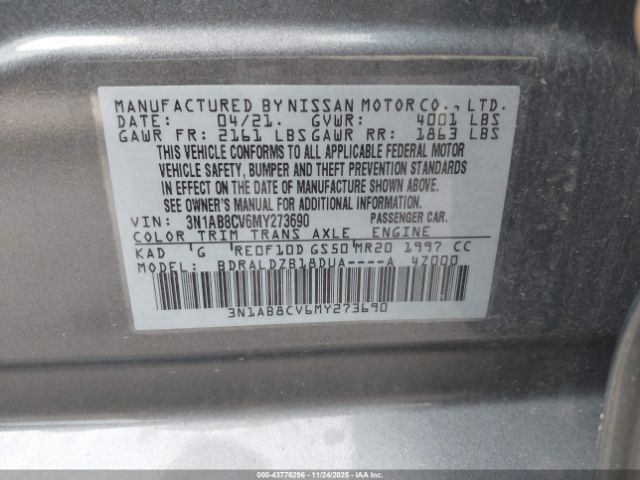 MANUFACTURED BY NISSAN MOTOR CO., LTD.
DATE: 04/21. GVWR: 4001 LBS
GAWR FR: 2161 LBS GAWR RR: 1863 LBS
THIS VEHICLE CONFORMS TO ALL APPLICABLE FEDERAL MOTOR
VEHICLE SAFETY, BUMPER AND THEFT PREVENTION STANDARDS
IN EFFECT ON THE DATE OF MANUFACTURE SHOWN ABOVE.
SEE OWNER'S MANUAL FOR ADDITIONAL INFORMATION.
VIN: 3N1AB8CV6MY273690 PASSENGER CAR.
COLOR TRIM TRANS AXLE ENGINE
KAD G RE0F10D GS50 MR20 1997 CC
MODEL: BDRALDZB18DUA----A 4Z000
3N1AB8CV6MY273690
000-43776296 - 11/24/2025 - IAAI.COM